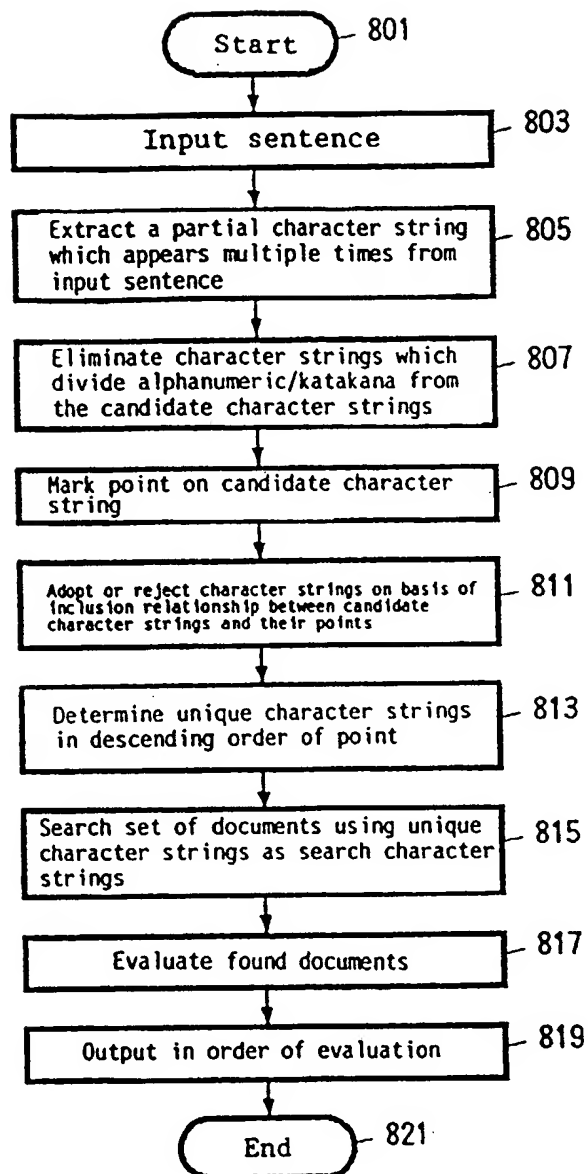 Start
801
Input sentence
803
Extract a partial character string
which appears multiple times from
input sentence
805
Eliminate character strings which
divide alphanumeric/katakana from
the candidate character strings
807
Mark point on candidate character
string
809
Adopt or reject character strings on basis of
inclusion relationship between candidate
character strings and their points
811
Determine unique character strings
in descending order of point
813
Search set of documents using unique
character strings as search character
strings
815
Evaluate found documents
817
Output in order of evaluation
819
End
821